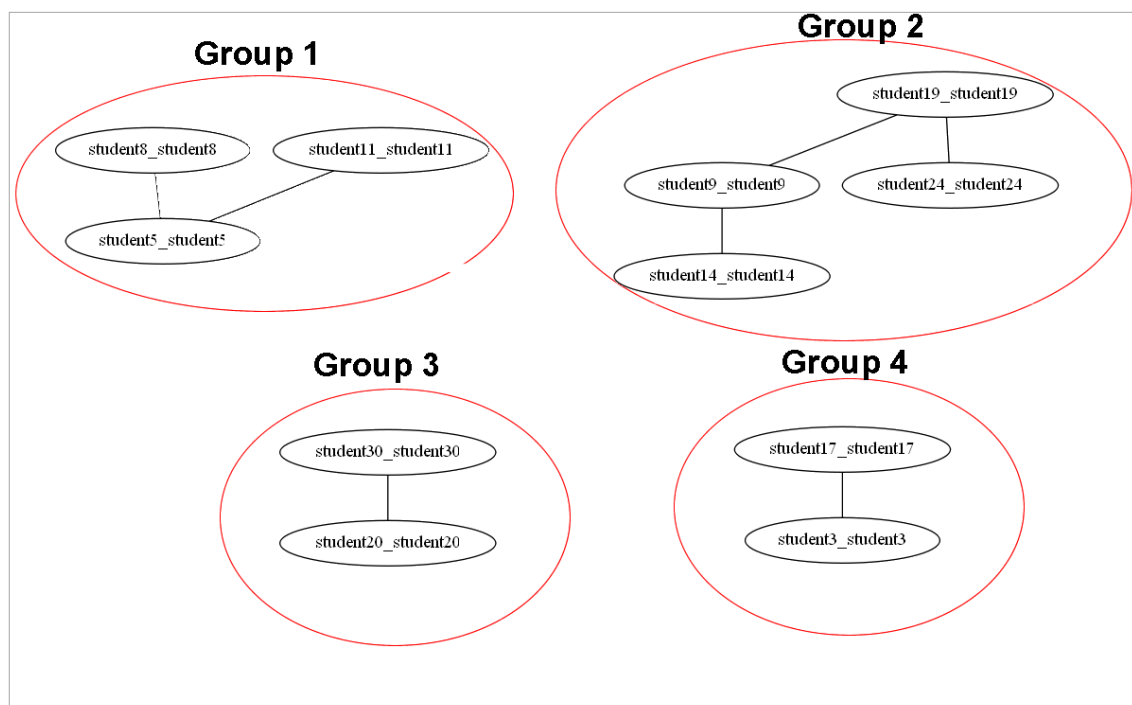 Group 1
student8_student8
student11_student11
student5_student5
Group 2
student19_student19
student9_student9
student24_student24
student14_student14
Group 3
student30_student30
student20_student20
Group 4
student17_student17
student3_student3